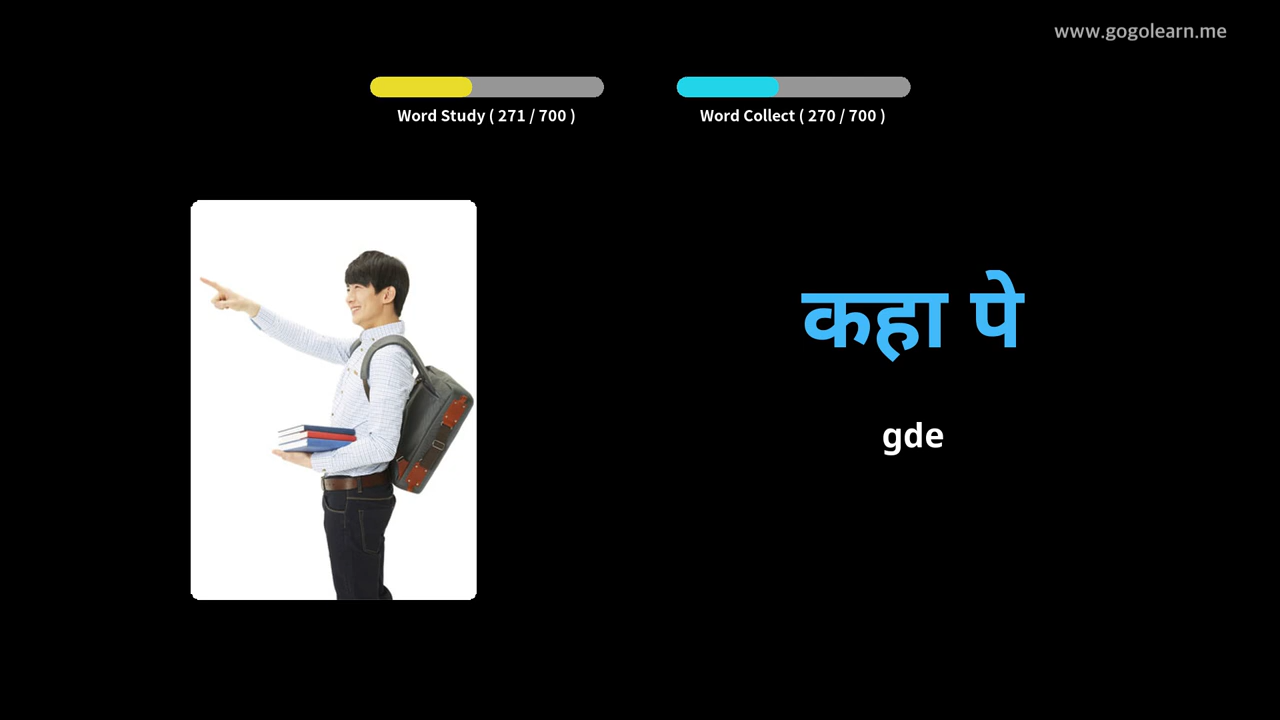 www.gogolearn.me
Word Study ( 271 / 700 )
Word Collect ( 270 / 700 )
कहा पे
gde